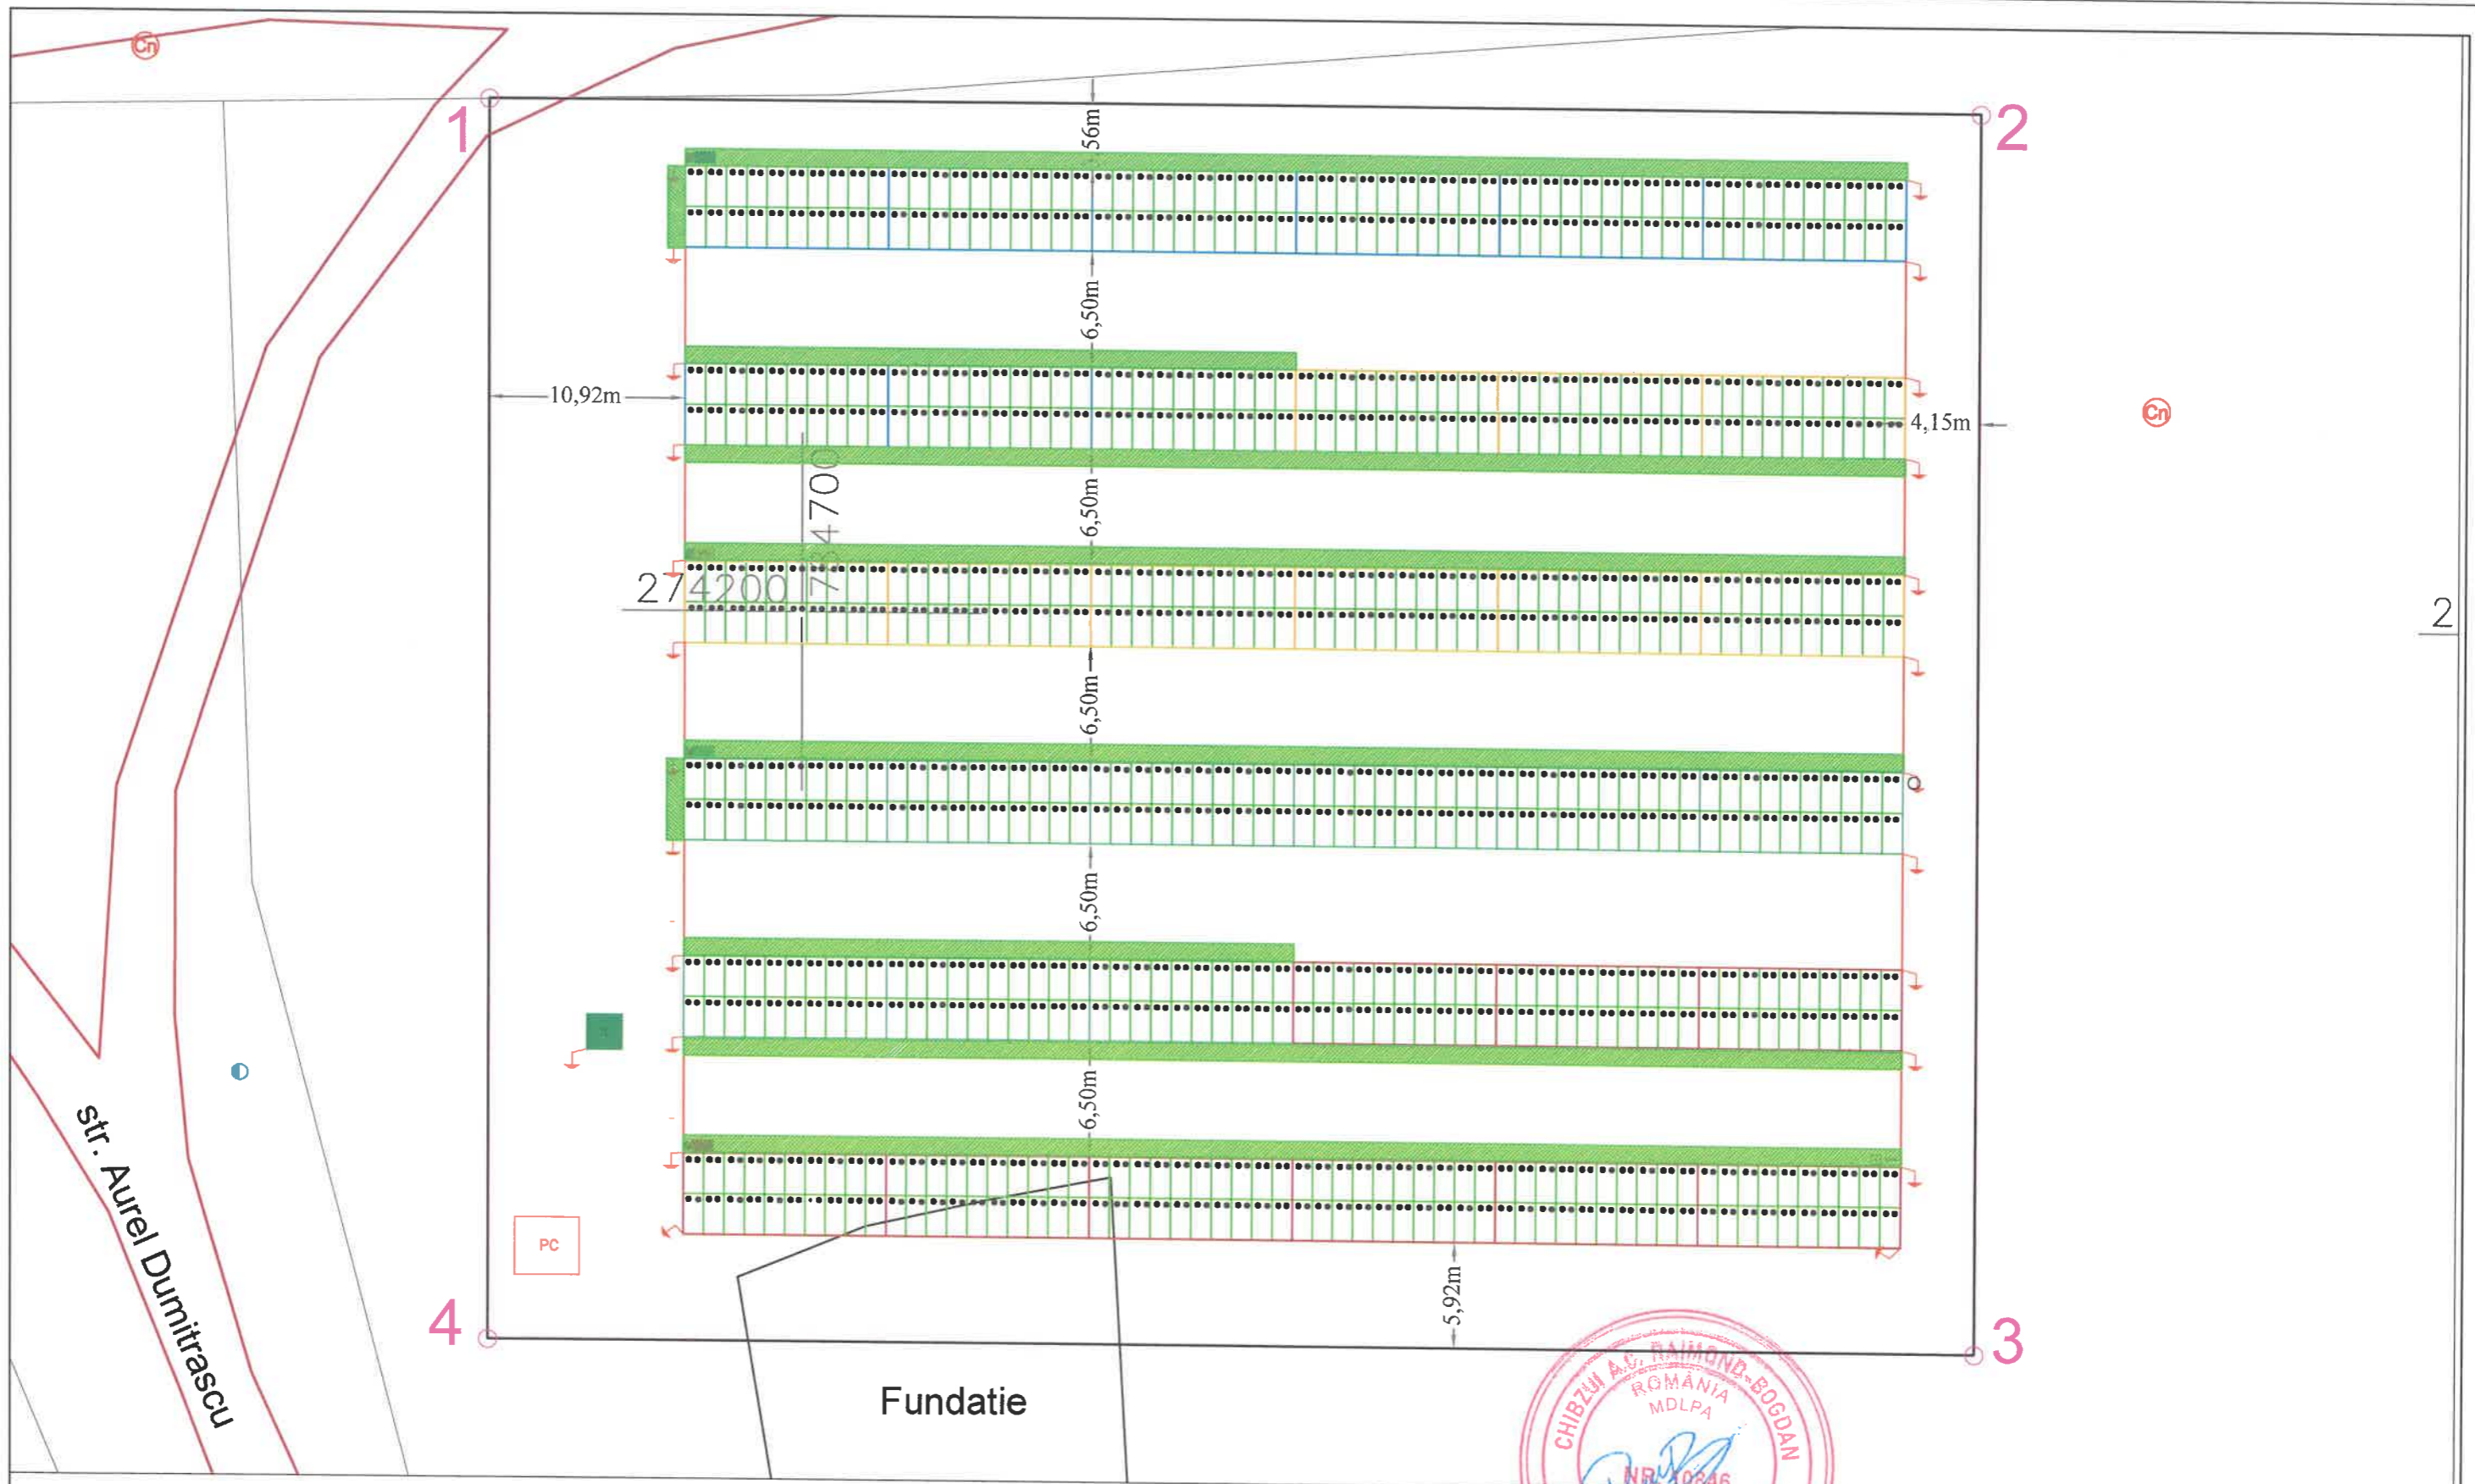 Cn
1
2
56m
6,50m
10,92m
4,15m
Cn
6,50m
274200
2
6,50m
6,50m
6,50m
PC
str. Aurel Dumitrascu
5,92m
4
3
Fundatie
CHIBZUI A.C. RAIMOND-BOGDAN
ROMÂNIA
MDLPA